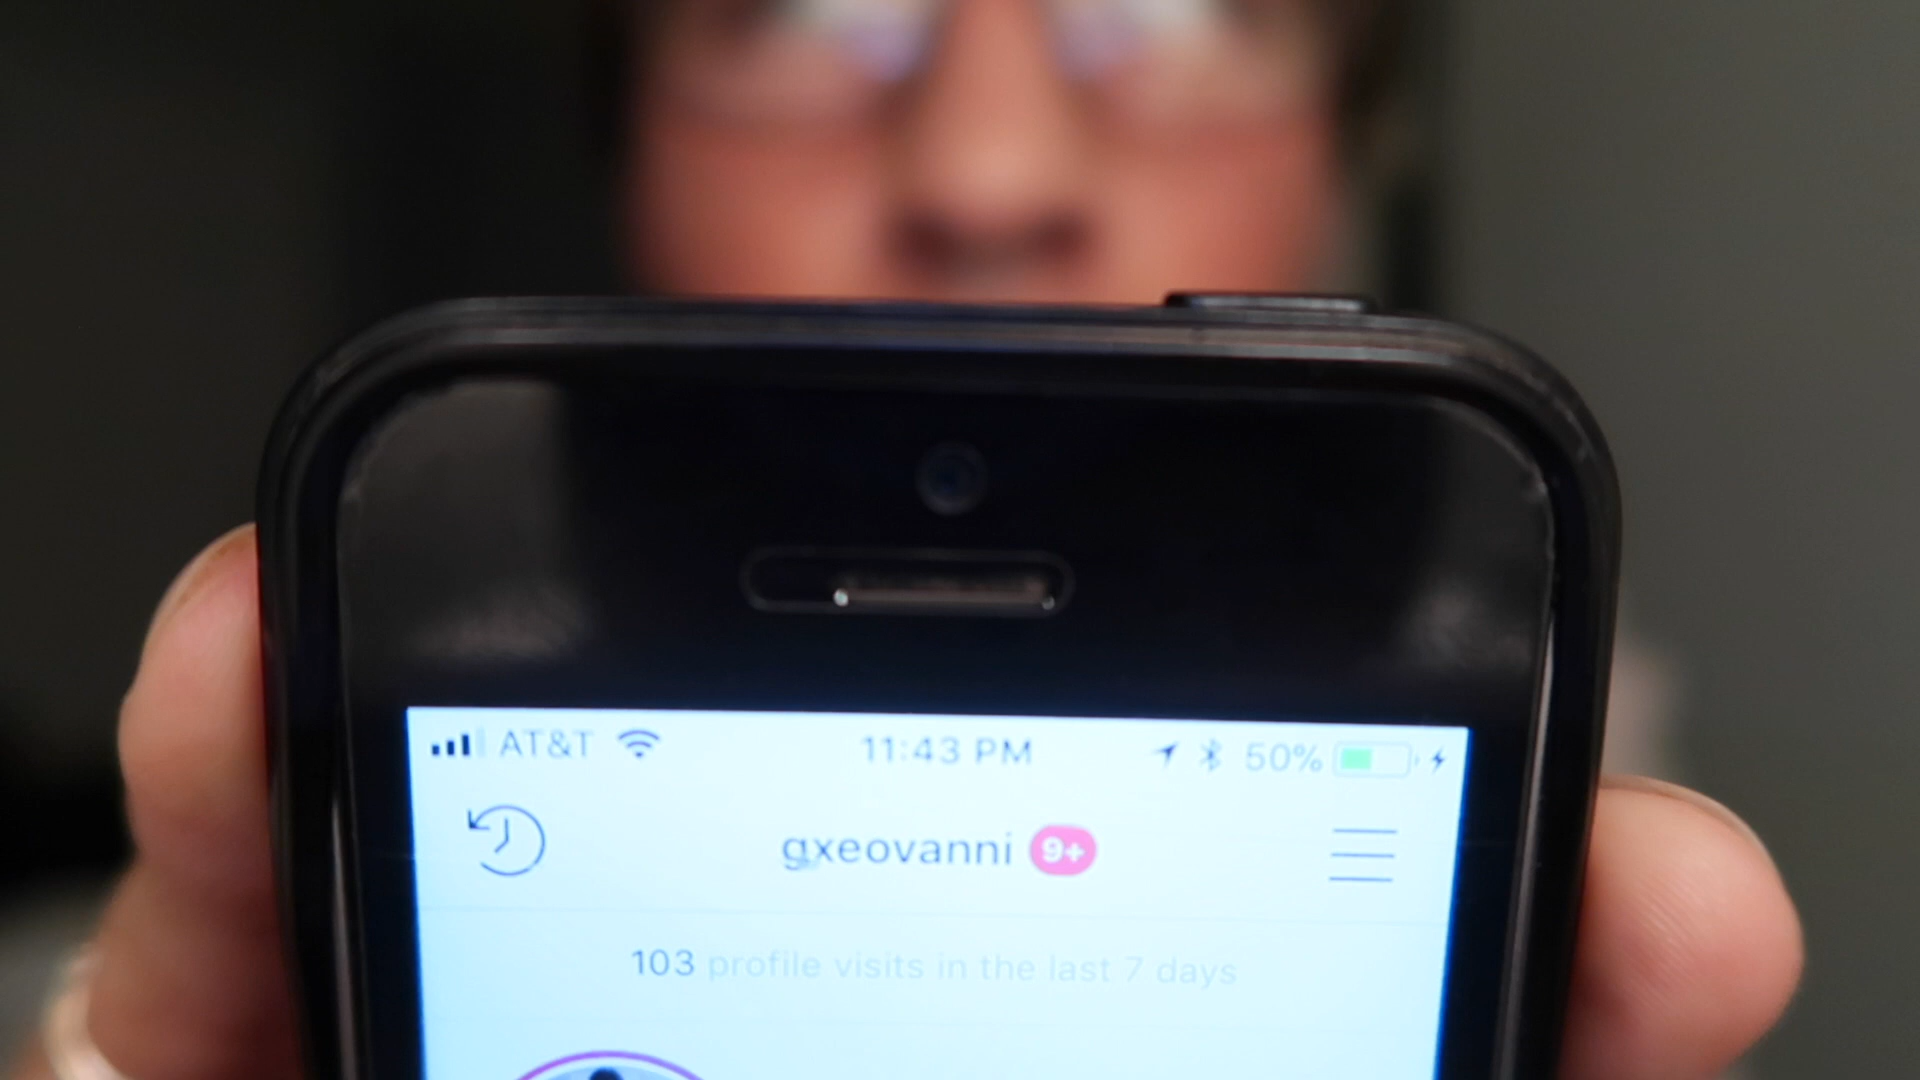 AT&T 11:43 PM 50%
gxeovanni 9+
103 profile visits in the last 7 days